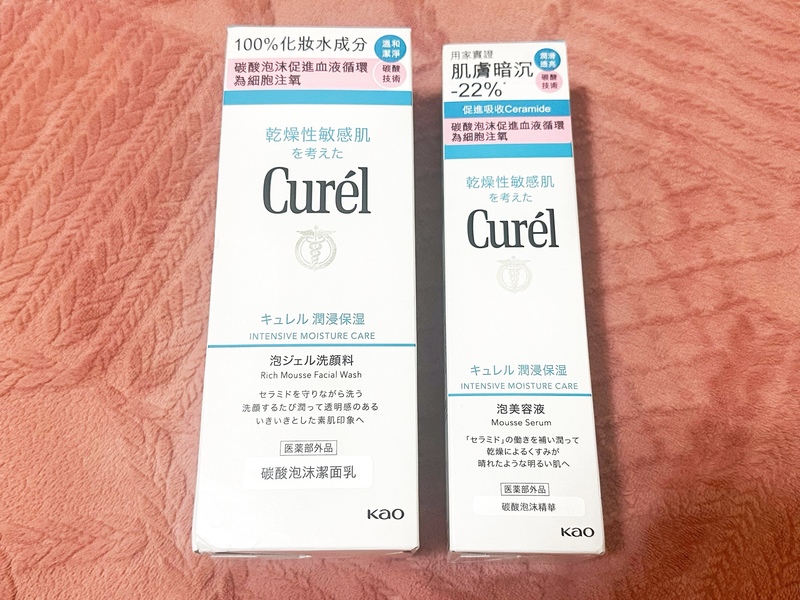 100%化妝水成分
溫和
潔淨
碳酸泡沫促進血液循環
為細胞注氧
碳酸
技術
乾燥性敏感肌
を考えた
Curél
キュレル 潤浸保湿
INTENSIVE MOISTURE CARE
泡ジェル洗顔料
Rich Mousse Facial Wash
セラミドを守りながら洗う
洗顔するたび潤って透明感のある
いきいきとした素肌印象へ
医薬部外品
碳酸泡沫潔面乳
Kao
用家實證
肌膚暗沉
-22%*
潤滑
透亮
碳酸
技術
促進吸收Ceramide
碳酸泡沫促進血液循環
為細胞注氧
乾燥性敏感肌
を考えた
Curél
キュレル 潤浸保湿
INTENSIVE MOISTURE CARE
泡美容液
Mousse Serum
「セラミド」の働きを補い潤って
乾燥によるくすみが
晴れたような明るい肌へ
医薬部外品
碳酸泡沫精華
Kao